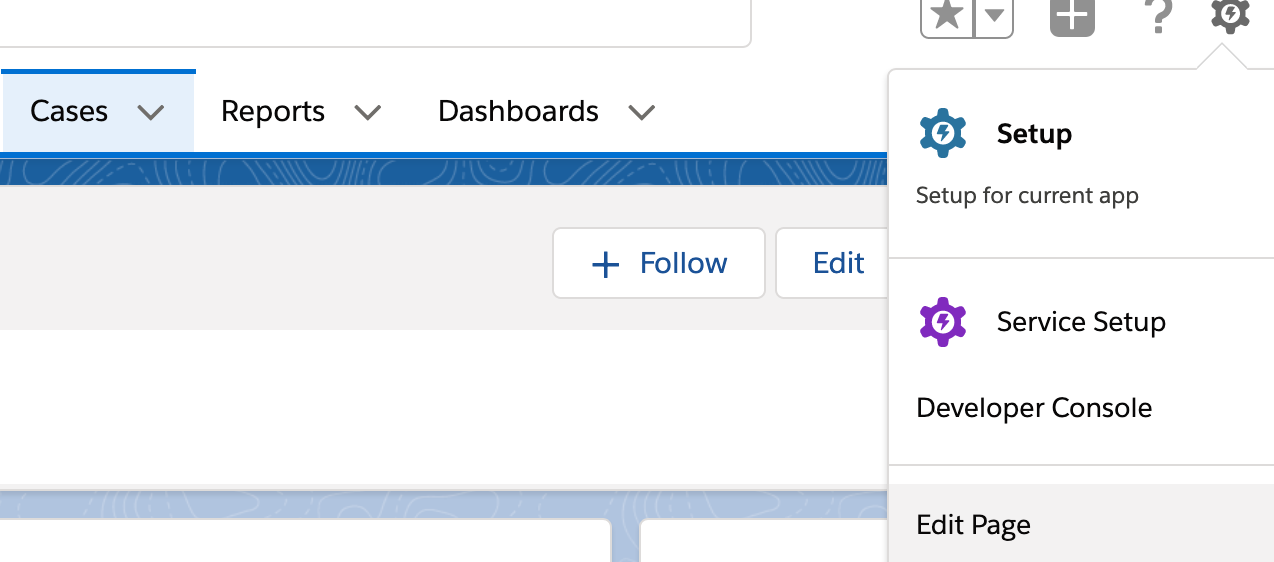 Cases Reports Dashboards
Setup
Setup for current app
Follow Edit
Service Setup
Developer Console
Edit Page